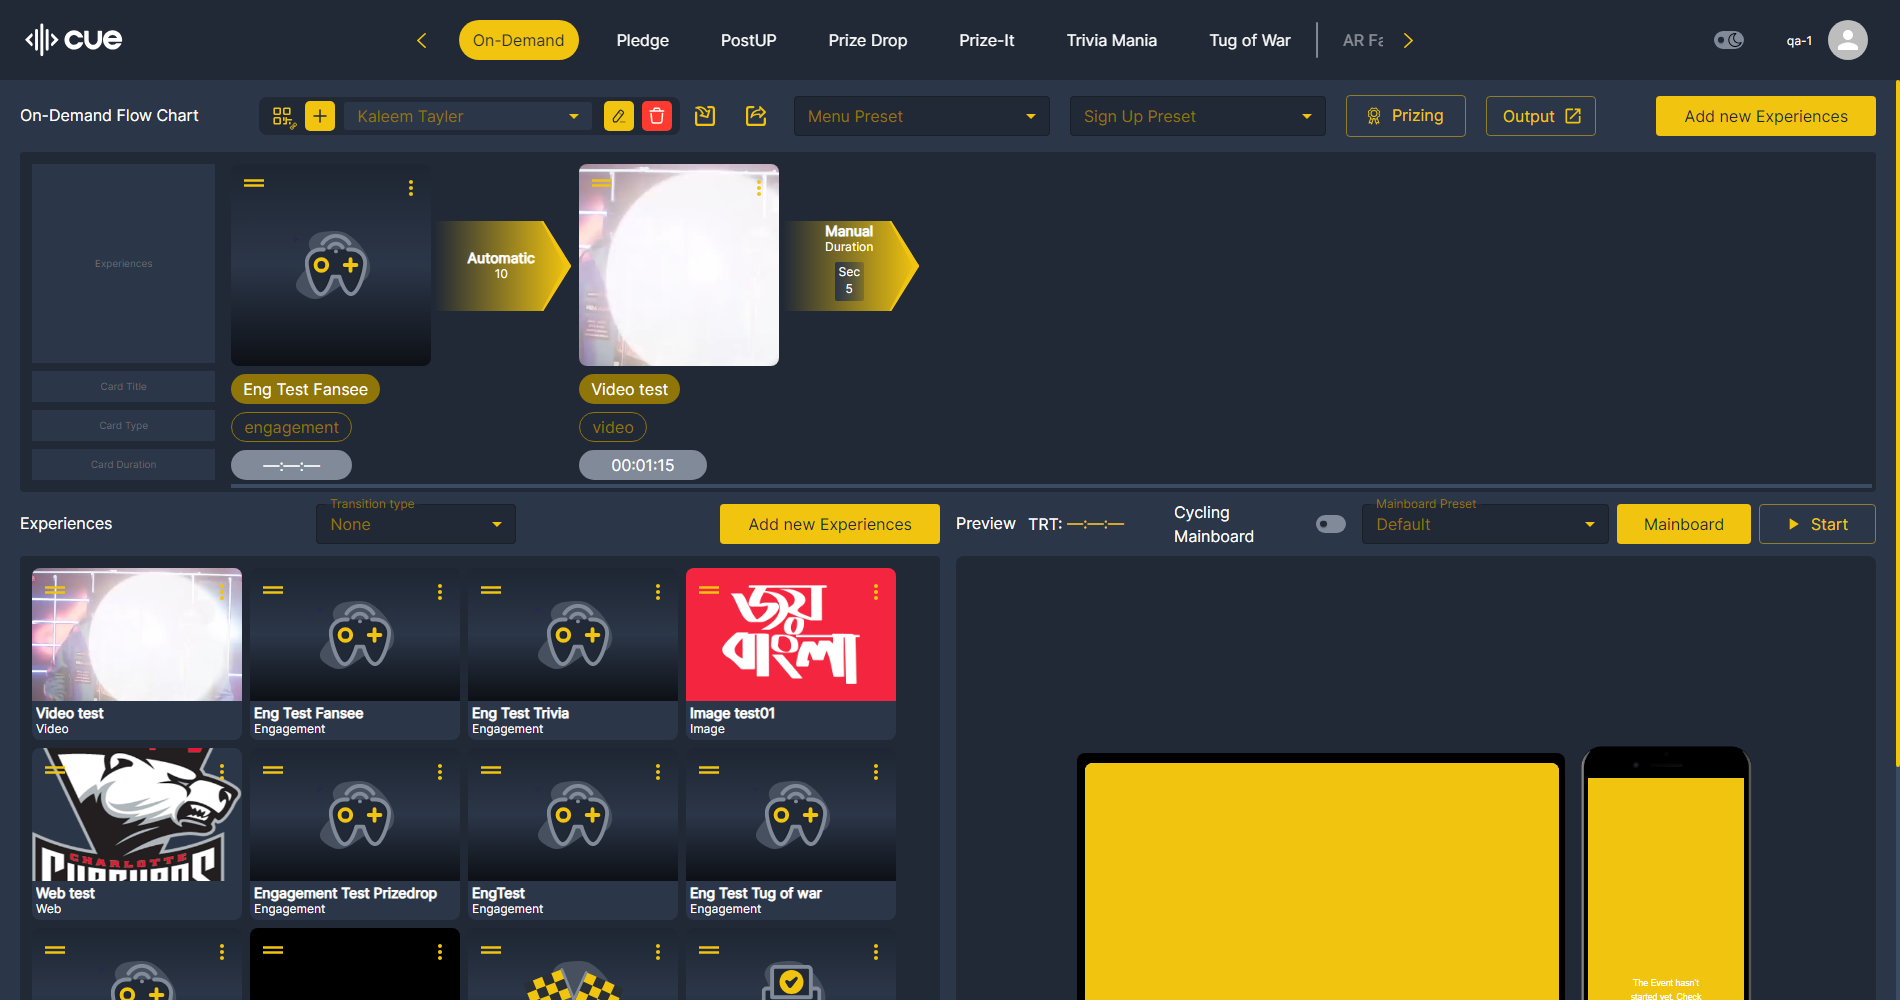 cue
On-Demand
Pledge
PostUP
Prize Drop
Prize-It
Trivia Mania
Tug of War
AR Fa
qa-1
On-Demand Flow Chart
Kaleem Tayler
Menu Preset
Sign Up Preset
Prizing
Output
Add new Experiences
Experiences
Automatic
10
Manual
Duration
Sec
5
Card Title
Eng Test Fansee
Video test
Card Type
engagement
video
Card Duration
—:—:—
00:01:15
Experiences
Transition type
None
Add new Experiences
Preview
TRT: —:—:—
Cycling
Mainboard
Mainboard Preset
Default
Mainboard
Start
জয়
বাংলা
Video test
Video
Eng Test Fansee
Engagement
Eng Test Trivia
Engagement
Image test01
Image
CHARLOTTE
Web test
Web
Engagement Test Prizedrop
Engagement
EngTest
Engagement
Eng Test Tug of war
Engagement
The Event hasn't
started yet. Check